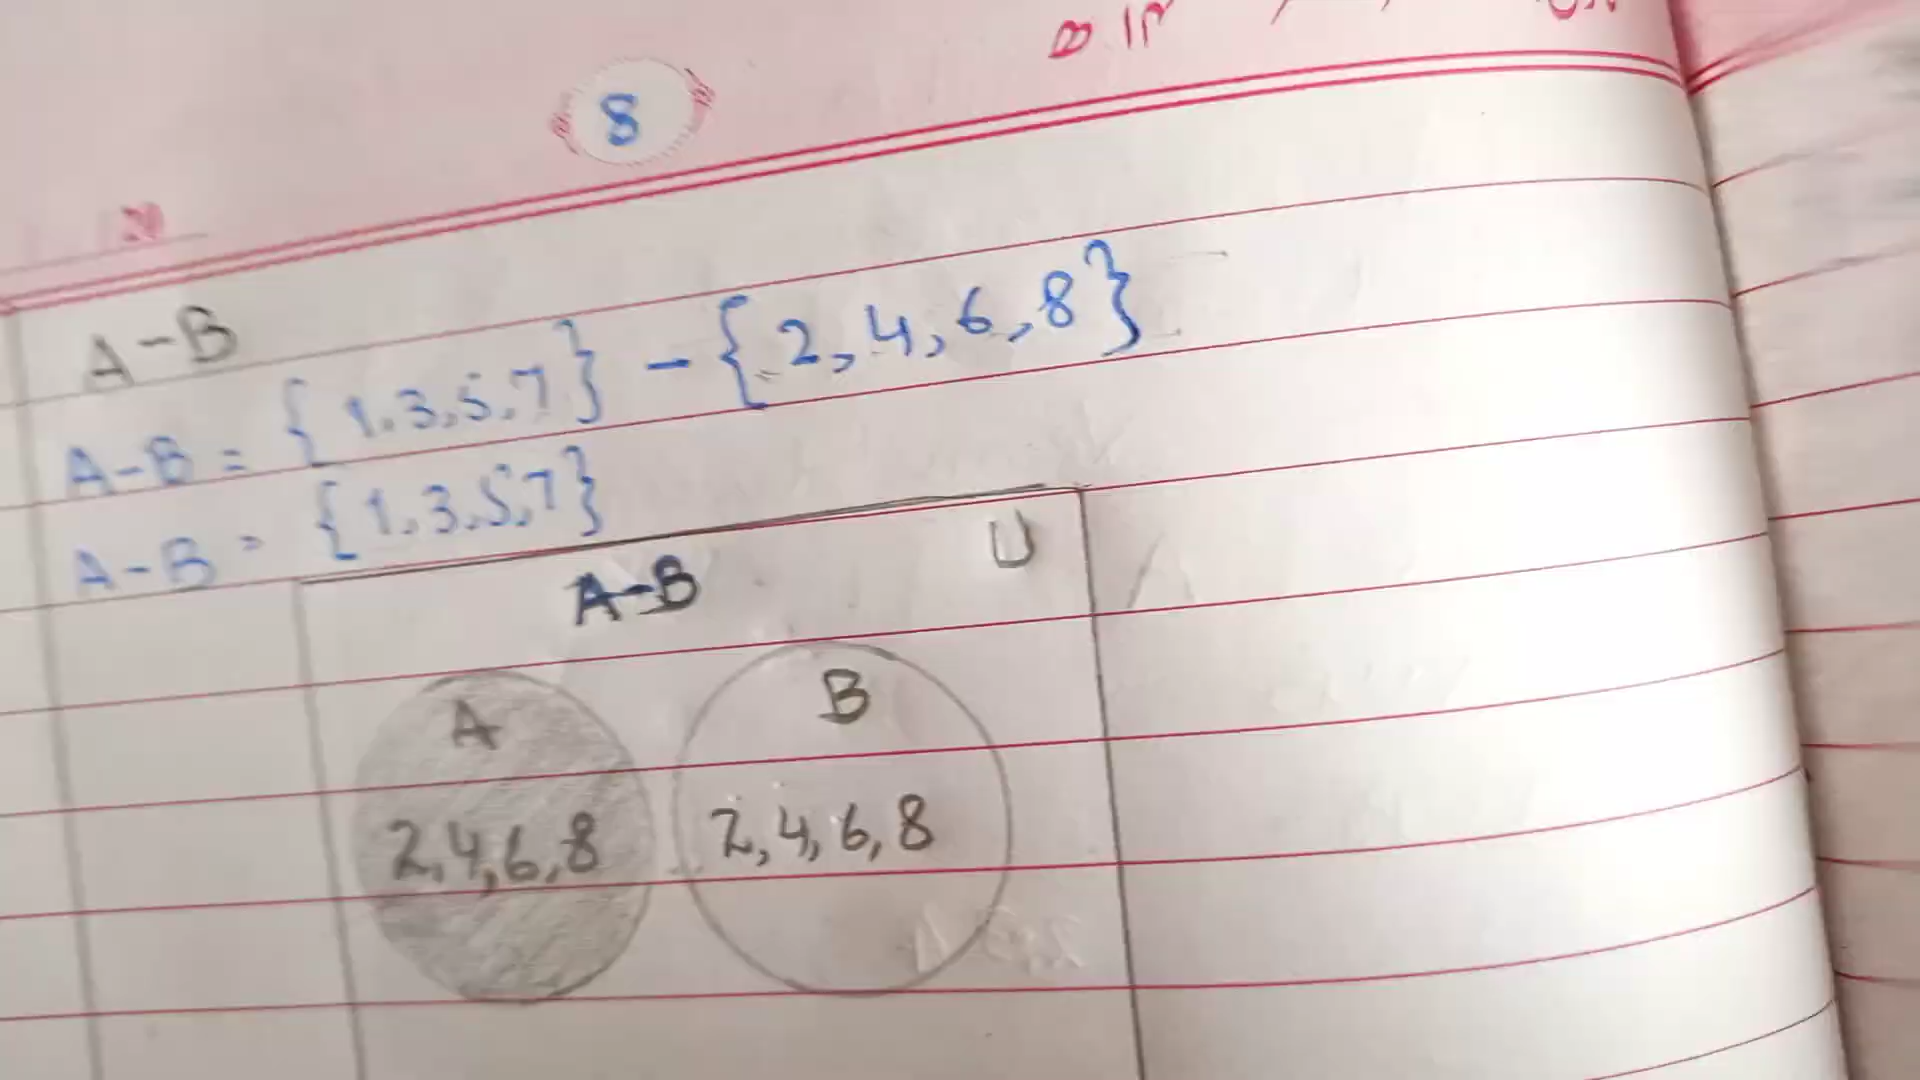 8
A-B
A-B = { 1,3,5,7} - { 2,4,6,8}
A-B = { 1,3,5,7}
A-B U
A B
2,4,6,8 2,4,6,8